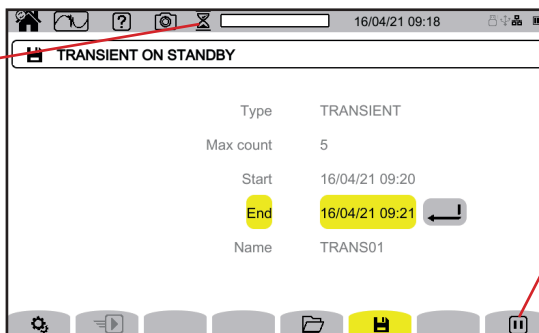 ? 16/04/21 09:18
TRANSIENT ON STANDBY
Type TRANSIENT
Max count 5
Start 16/04/21 09:20
End 16/04/21 09:21
Name TRANS01